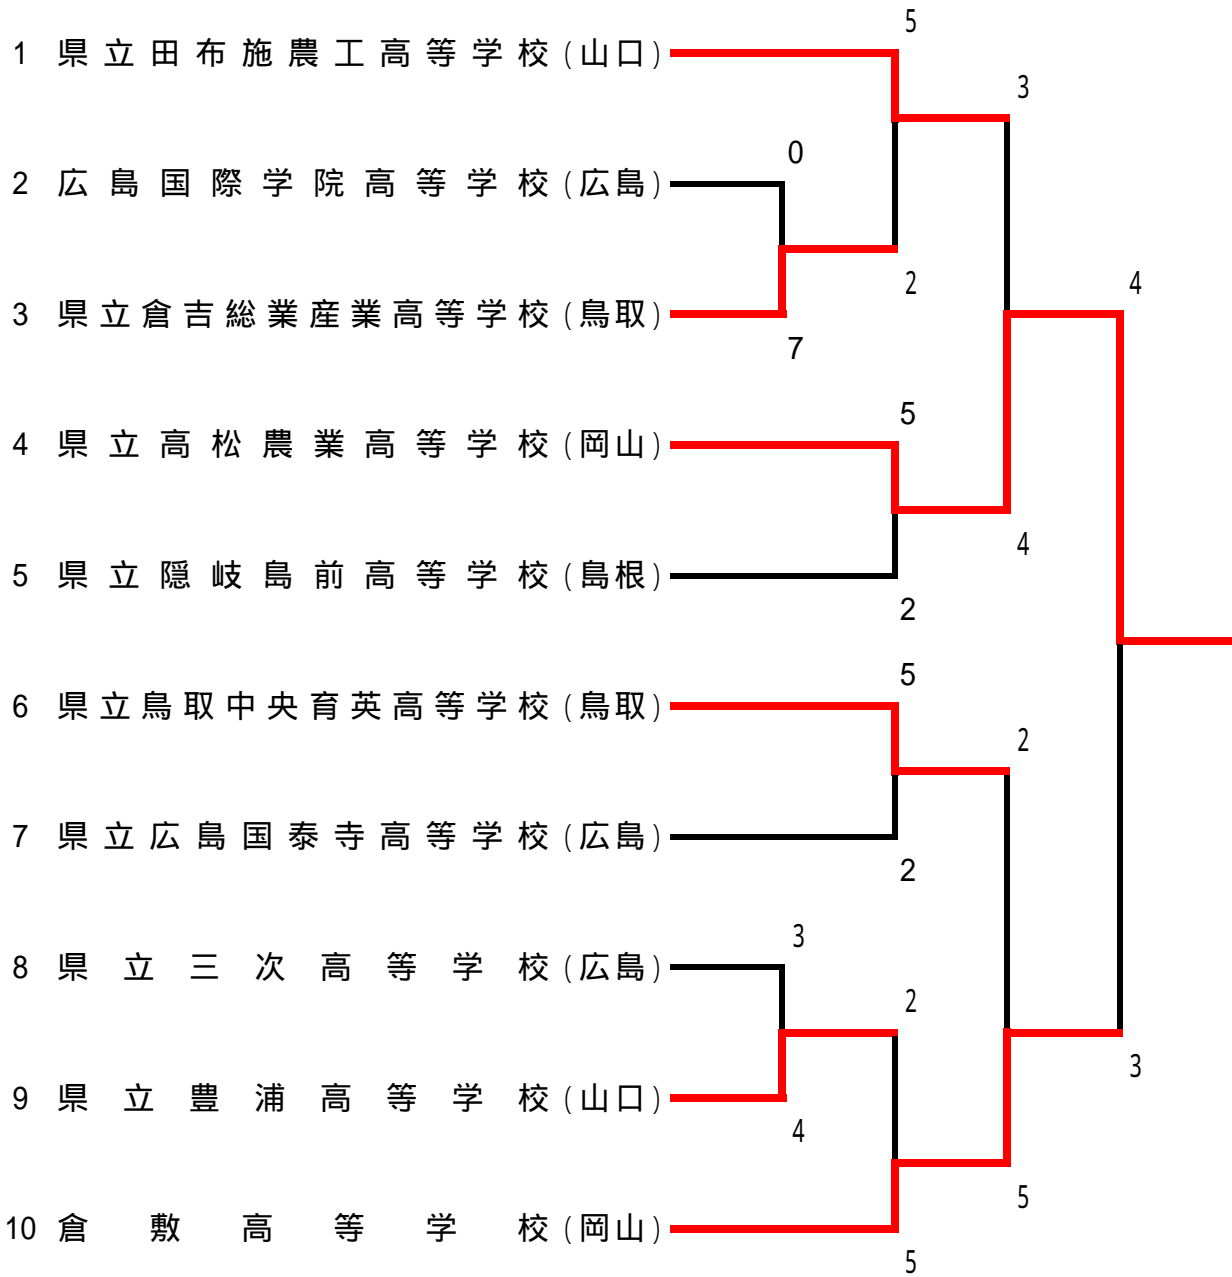 5
1 県立田布施農工高等学校(山口)
3
0
2 広島国際学院高等学校(広島)
2
4
3 県立倉吉総業産業高等学校(鳥取)
7
5
4 県立高松農業高等学校(岡山)
4
5 県立隠岐島前高等学校(島根)
2
5
6 県立鳥取中央育英高等学校(鳥取)
2
7 県立広島国泰寺高等学校(広島)
2
3
8 県立三次高等学校(広島)
2
3
9 県立豊浦高等学校(山口)
4
5
10 倉敷高等学校(岡山)
5